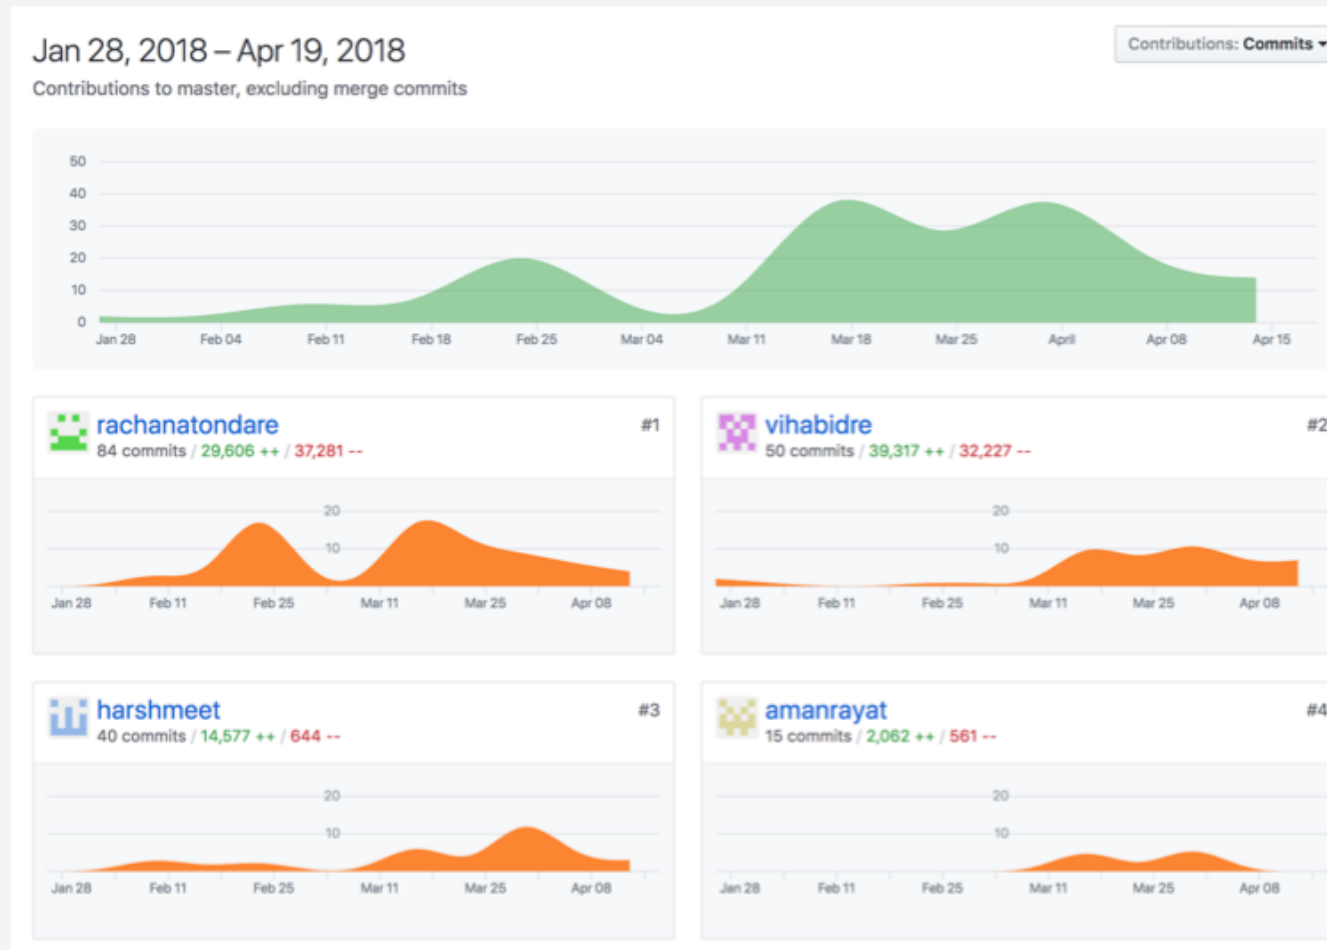 Jan 28, 2018 – Apr 19, 2018
Contributions: Commits
Contributions to master, excluding merge commits
50
40
30
20
10
0
Jan 28 Feb 04 Feb 11 Feb 18 Feb 25 Mar 04 Mar 11 Mar 18 Mar 25 April Apr 08 Apr 15
rachanatondare #1
84 commits / 29,606 ++ / 37,281 --
20
10
Jan 28 Feb 11 Feb 25 Mar 11 Mar 25 Apr 08
vihabidre #2
50 commits / 39,317 ++ / 32,227 --
20
10
Jan 28 Feb 11 Feb 25 Mar 11 Mar 25 Apr 08
harshmeet #3
40 commits / 14,577 ++ / 644 --
20
10
Jan 28 Feb 11 Feb 25 Mar 11 Mar 25 Apr 08
amanrayat #4
15 commits / 2,062 ++ / 561 --
20
10
Jan 28 Feb 11 Feb 25 Mar 11 Mar 25 Apr 08